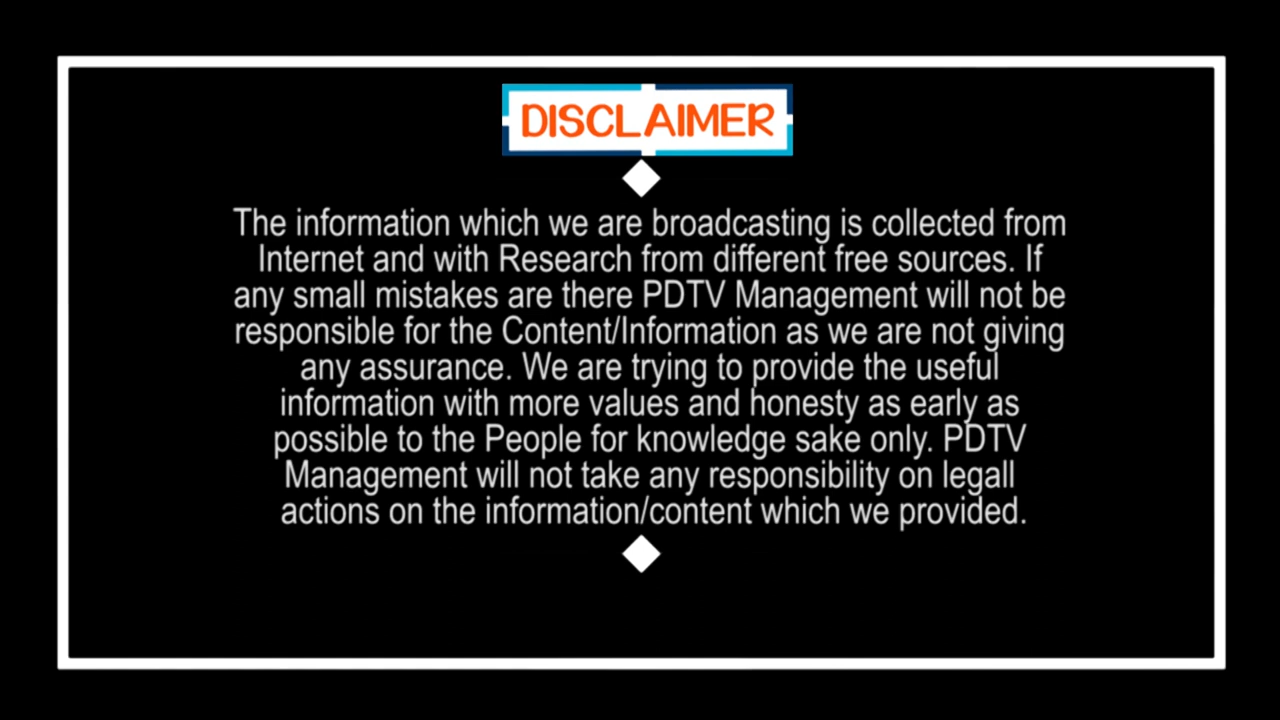 DISCLAIMER
The information which we are broadcasting is collected from
Internet and with Research from different free sources. If
any small mistakes are there PDTV Management will not be
responsible for the Content/Information as we are not giving
any assurance. We are trying to provide the useful
information with more values and honesty as early as
possible to the People for knowledge sake only. PDTV
Management will not take any responsibility on legall
actions on the information/content which we provided.